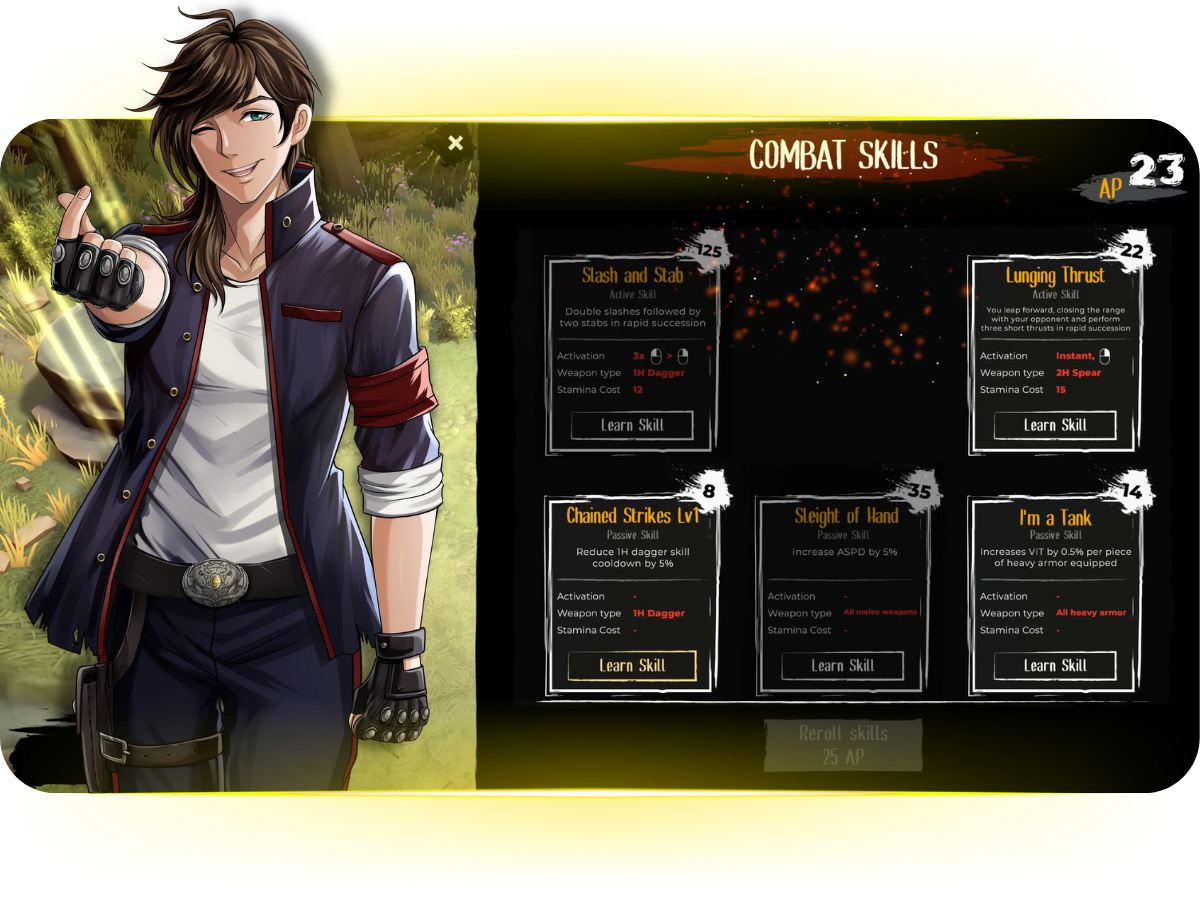 ×
COMBAT SKILLS
AP 23
125
Slash and Stab
Active Skill
Double slashes followed by
two stabs in rapid succession
Activation 3x >
Weapon type 1H Dagger
Stamina Cost 12
Learn Skill
22
Lunging Thrust
Active Skill
You leap forward, closing the range
with your opponent and perform
three short thrusts in rapid succession
Activation Instant,
Weapon type 2H Spear
Stamina Cost 15
Learn Skill
8
Chained Strikes Lv1
Passive Skill
Reduce 1H dagger skill
cooldown by 5%
Activation -
Weapon type 1H Dagger
Stamina Cost -
Learn Skill
35
Sleight of Hand
Passive Skill
Increase ASPD by 5%
Activation -
Weapon type All melee weapons
Stamina Cost -
Learn Skill
14
I'm a Tank
Passive Skill
Increases VIT by 0.5% per piece
of heavy armor equipped
Activation -
Weapon type All heavy armor
Stamina Cost -
Learn Skill
Reroll skills
25 AP